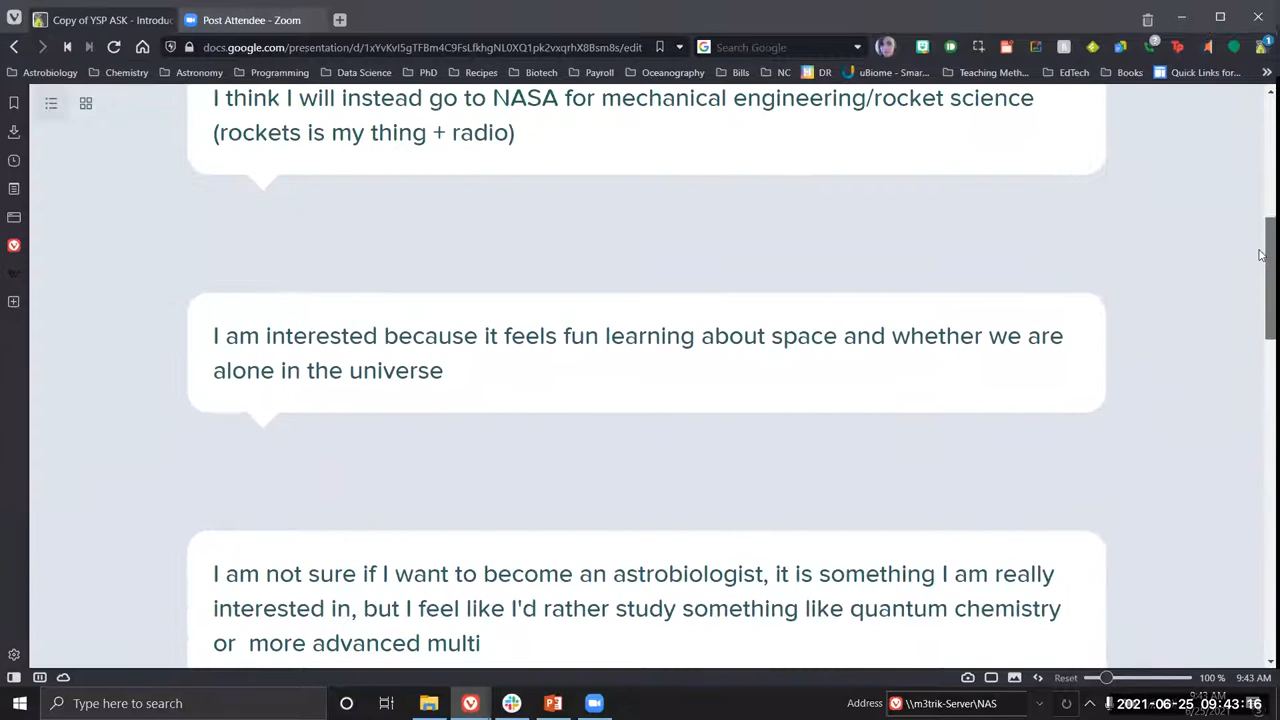 Copy of YSP ASK - Introduc
Post Attendee - Zoom
docs.google.com/presentation/d/1xYvKvI5gTFBm4C9FsLfkhgNL0XQ1pk2vxqrhX8Bsm8s/edit
Search Google
Astrobiology
Chemistry
Astronomy
Programming
Data Science
PhD
Recipes
Biotech
Payroll
Oceanography
Bills
NC
DR
uBiome - Smar...
Teaching Meth...
EdTech
Books
Quick Links for...
I think I will instead go to NASA for mechanical engineering/rocket science
(rockets is my thing + radio)
I am interested because it feels fun learning about space and whether we are
alone in the universe
I am not sure if I want to become an astrobiologist, it is something I am really
interested in, but I feel like I'd rather study something like quantum chemistry
or more advanced multi
Reset
100 %
9:43 AM
Type here to search
Address
\\m3trik-Server\NAS
9:43 AM
2021-06-25 09:43:16